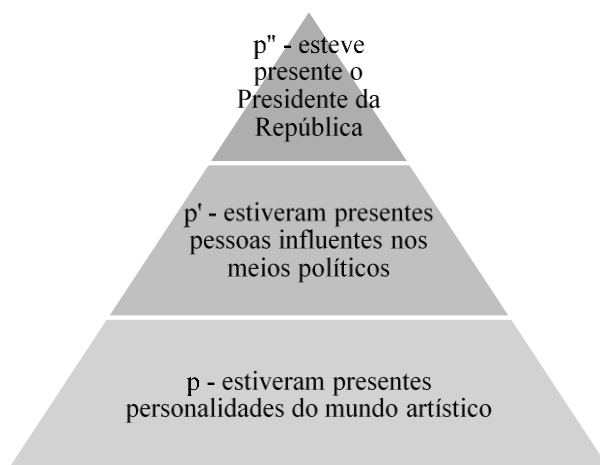 p'' - esteve
presente o
Presidente da
República
p' - estiveram presentes
pessoas influentes nos
meios políticos
p - estiveram presentes
personalidades do mundo artístico